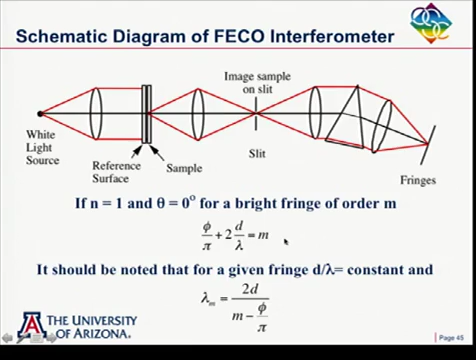 Schematic Diagram of FECO Interferometer
Image sample
on slit
White
Light
Source
Reference
Surface
Sample
Slit
Fringes
If n = 1 and θ = 0° for a bright fringe of order m
ϕ/π + 2 d/λ = m
It should be noted that for a given fringe d/λ= constant and
λₘ = 2d / (m − ϕ/π)
THE UNIVERSITY
OF ARIZONA.
Page 45